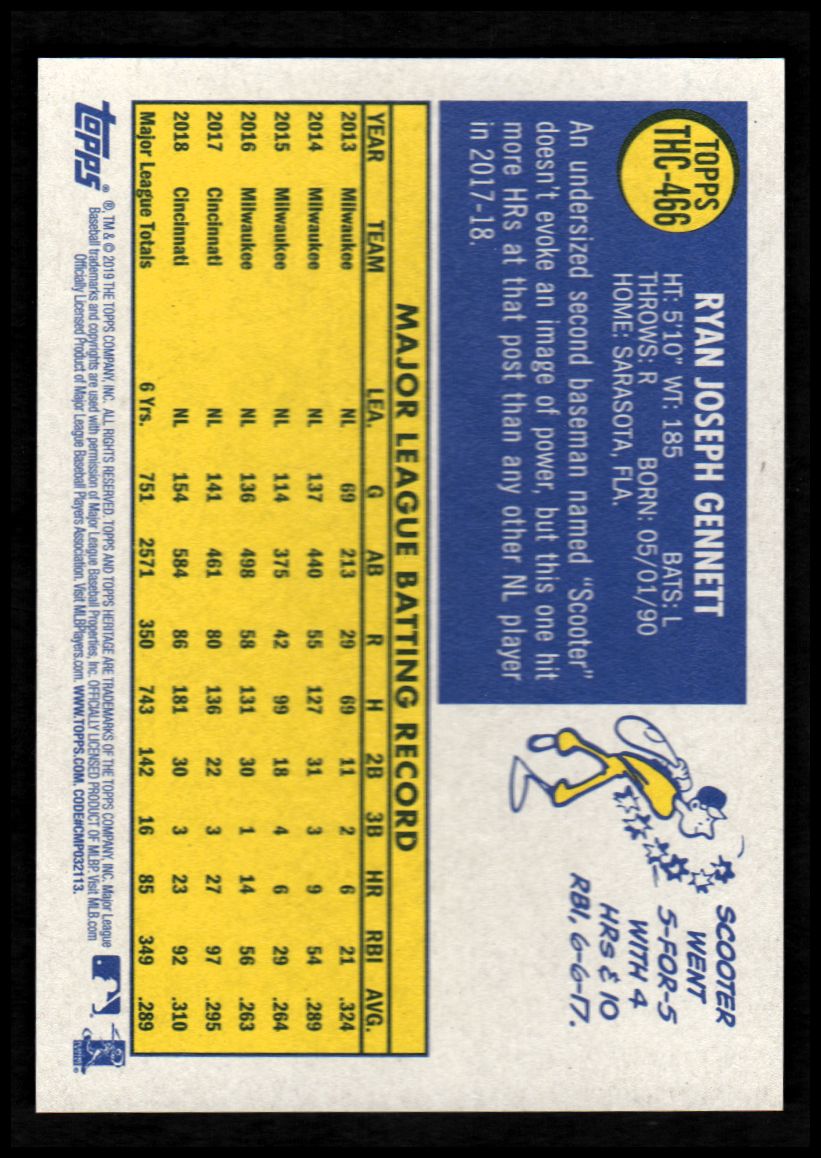 TOPPS
THC-466
RYAN JOSEPH GENNETT
HT: 5'10" WT: 185 BATS: L
THROWS: R BORN: 05/01/90
HOME: SARASOTA, FLA.
An undersized second baseman named "Scooter"
doesn't evoke an image of power, but this one hit
more HRs at that post than any other NL player
in 2017-18.
SCOOTER
WENT
5-FOR-5
WITH 4
HRS & 10
RBI, 6-6-17.
MAJOR LEAGUE BATTING RECORD
YEAR TEAM LEA. G AB R H 2B 3B HR RBI AVG.
2013 Milwaukee NL 69 213 29 69 11 2 6 21 .324
2014 Milwaukee NL 137 440 55 127 31 3 9 54 .289
2015 Milwaukee NL 114 375 42 99 18 4 6 29 .264
2016 Milwaukee NL 136 498 58 131 30 1 14 56 .263
2017 Cincinnati NL 141 461 80 136 22 3 27 97 .295
2018 Cincinnati NL 154 584 86 181 30 3 23 92 .310
Major League Totals 6 Yrs. 751 2571 350 743 142 16 85 349 .289
topps
®, TM & © 2019 THE TOPPS COMPANY, INC. ALL RIGHTS RESERVED. TOPPS AND TOPPS HERITAGE ARE TRADEMARKS OF THE TOPPS COMPANY, INC. Major League
Baseball trademarks and copyrights are used with permission of Major League Baseball Properties, Inc. OFFICIALLY LICENSED PRODUCT OF MLBP. Visit MLB.com
Officially Licensed Product of Major League Baseball Players Association. Visit MLBPlayers.com. WWW.TOPPS.COM. CODE#CMP032113.